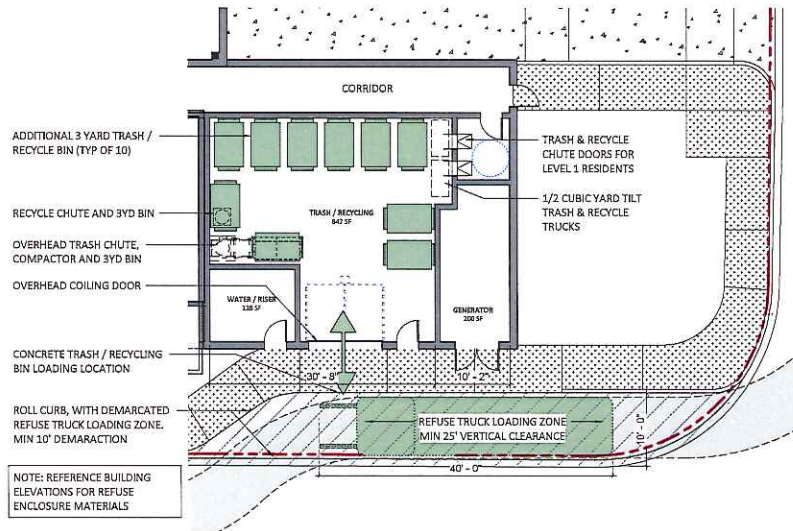 CORRIDOR
ADDITIONAL 3 YARD TRASH /
RECYCLE BIN (TYP OF 10)
RECYCLE CHUTE AND 3YD BIN
OVERHEAD TRASH CHUTE,
COMPACTOR AND 3YD BIN
OVERHEAD COILING DOOR
CONCRETE TRASH / RECYCLING
BIN LOADING LOCATION
ROLL CURB, WITH DEMARCATED
REFUSE TRUCK LOADING ZONE.
MIN 10' DEMARACTION
NOTE: REFERENCE BUILDING
ELEVATIONS FOR REFUSE
ENCLOSURE MATERIALS
TRASH / RECYCLING
647 SF
WATER / RISER
128 SF
GENERATOR
200 SF
TRASH & RECYCLE
CHUTE DOORS FOR
LEVEL 1 RESIDENTS
1/2 CUBIC YARD TILT
TRASH & RECYCLE
TRUCKS
30' - 8"
10' - 2"
REFUSE TRUCK LOADING ZONE
MIN 25' VERTICAL CLEARANCE
10' - 0"
40' - 0"